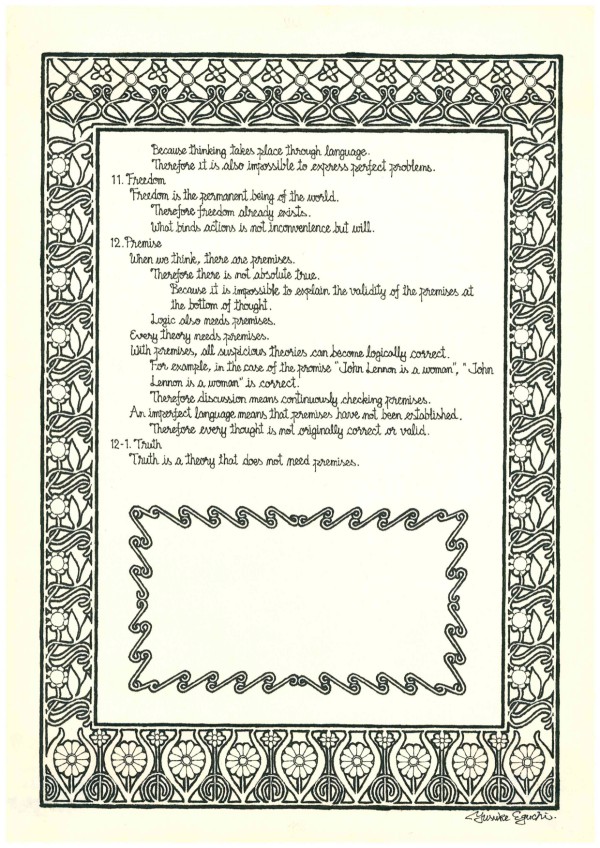 Because thinking takes place through language.
Therefore it is also impossible to express perfect problems.
11. Freedom
Freedom is the permanent being of the world.
Therefore freedom already exists.
What binds actions is not inconvenience but will.
12. Premise
When we think, there are premises.
Therefore there is not absolute true.
Because it is impossible to explain the validity of the premises at
the bottom of thought.
Logic also needs premises.
Every theory needs premises.
With premises, all suspicious theories can become logically correct.
For example, in the case of the promise "John Lennon is a woman", "John
Lennon is a woman" is correct.
Therefore discussion means continuously checking premises.
An imperfect language means that premises have not been established.
Therefore every thought is not originally correct or valid.
12-1. Truth
Truth is a theory that does not need premises.
Yusuke Eguchi.